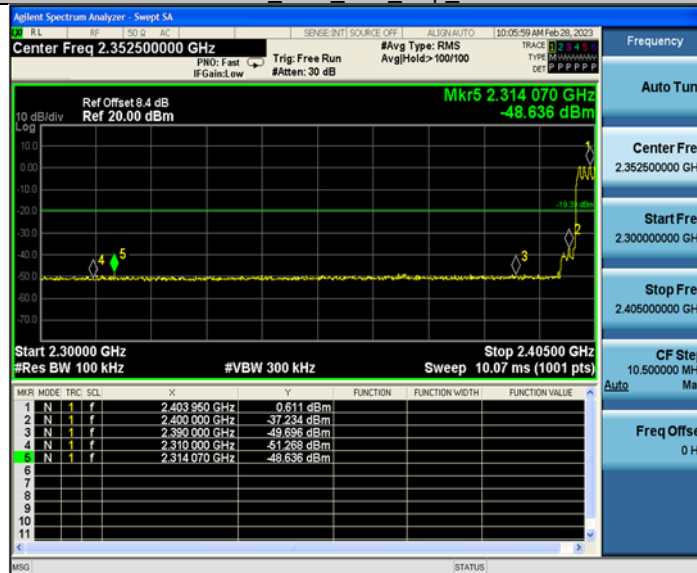 Agilent Spectrum Analyzer - Swept SA
RL RF 50 Ω AC SENSE:INT SOURCE OFF ALIGN AUTO 10:05:59 AM Feb 28, 2023
Center Freq 2.352500000 GHz
PNO: Fast
IFGain:Low
Trig: Free Run
#Atten: 30 dB
#Avg Type: RMS
Avg|Hold:> 100/100
TRACE 1 2 3 4 5 6
TYPE M
DET P P P P P P
Ref Offset 8.4 dB
Ref 20.00 dBm
10 dB/div
Log
Mkr5 2.314 070 GHz
-48.636 dBm
10.0
0.00
-10.0
-20.0
-30.0
-40.0
-50.0
-60.0
-70.0
1
2
3
4
5
Start 2.30000 GHz
Stop 2.40500 GHz
#Res BW 100 kHz
#VBW 300 kHz
Sweep 10.07 ms (1001 pts)
MKR MODE TRC SCL X Y FUNCTION FUNCTION WIDTH FUNCTION VALUE
1 N 1 f 2.403 950 GHz 0.611 dBm
2 N 1 f 2.400 000 GHz -37.234 dBm
3 N 1 f 2.390 000 GHz -49.696 dBm
4 N 1 f 2.310 000 GHz -51.268 dBm
5 N 1 f 2.314 070 GHz -48.636 dBm
6
7
8
9
10
11
MSG
STATUS
Frequency
Auto Tun
Center Fre
2.352500000 GH
Start Fre
2.300000000 GH
Stop Fre
2.405000000 GH
CF Ste
10.500000 MH
Auto Ma
Freq Offse
0 H